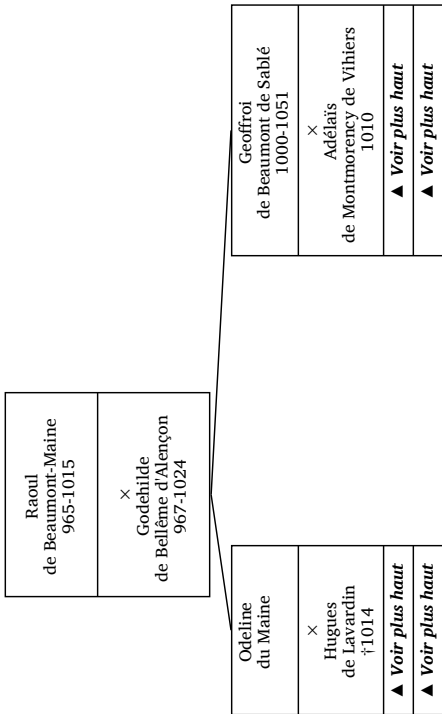 Raoul
de Beaumont-Maine
965-1015
×
Godehilde
de Bellême d'Alençon
967-1024
Odeline
du Maine
×
Hugues
de Lavardin
†1014
▲ Voir plus haut
▲ Voir plus haut
Geoffroi
de Beaumont de Sablé
1000-1051
×
Adélaïs
de Montmorency de Vihiers
1010
▲ Voir plus haut
▲ Voir plus haut